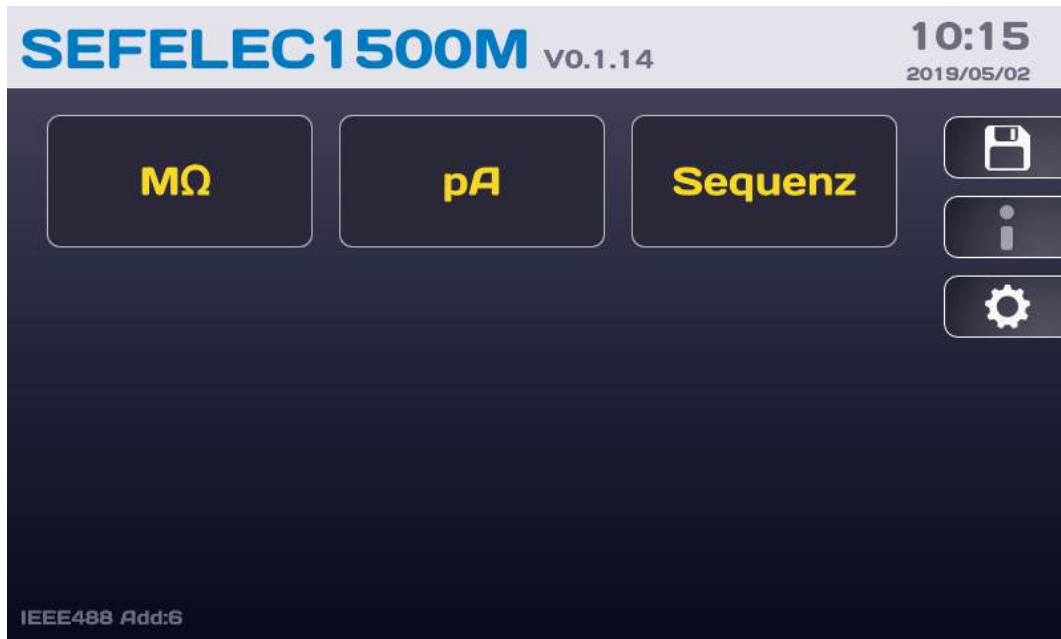 SEFELEC1500M V0.1.14
10:15
2019/05/02
MΩ
pA
Sequenz
IEEE488 Add:6